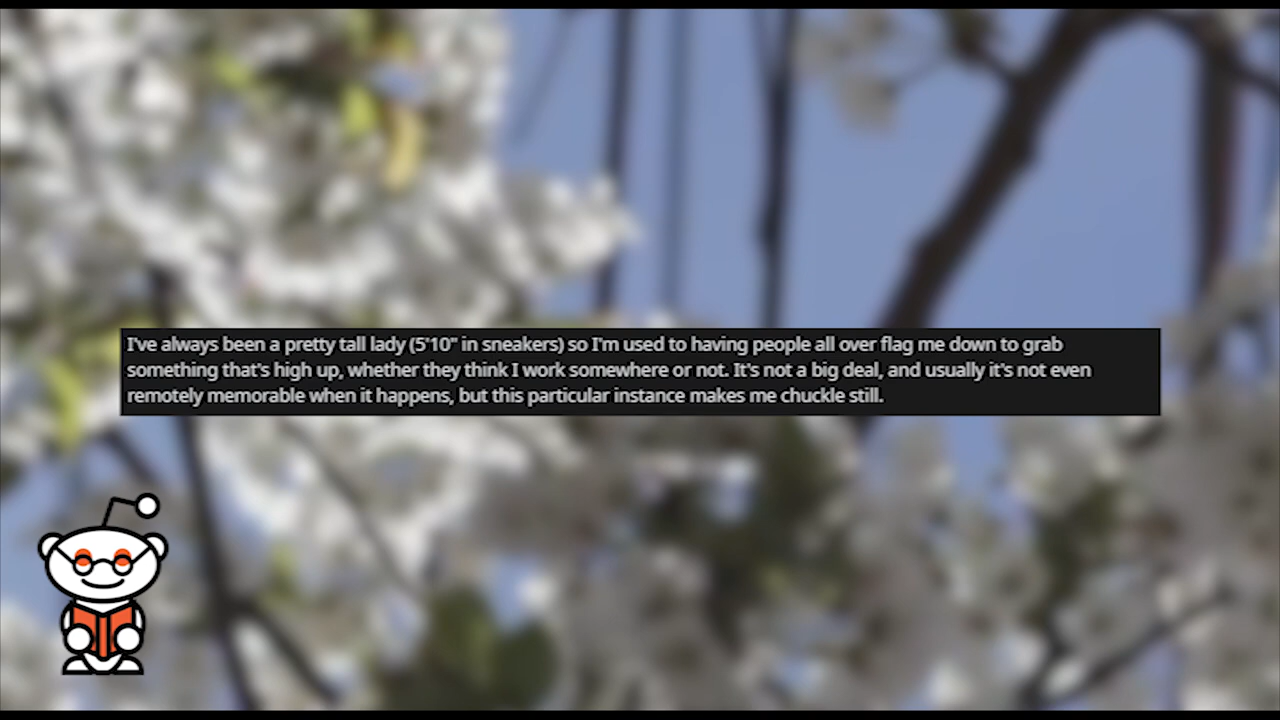 I've always been a pretty tall lady (5'10" in sneakers) so I'm used to having people all over flag me down to grab
something that's high up, whether they think I work somewhere or not. It's not a big deal, and usually it's not even
remotely memorable when it happens, but this particular instance makes me chuckle still.